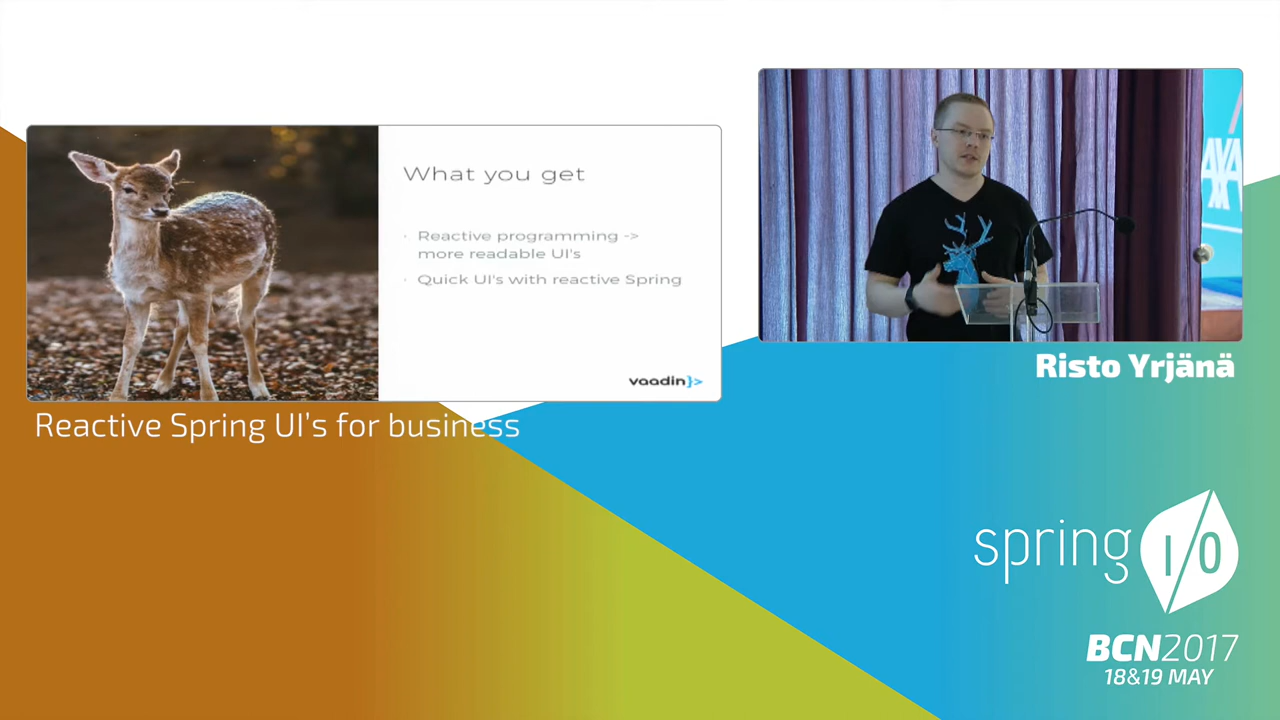 What you get
· Reactive programming ->
more readable UI's
· Quick UI's with reactive Spring
vaadin}>
AXA
Risto Yrjänä
Reactive Spring UI's for business
spring I/O
BCN2017
18&19 MAY